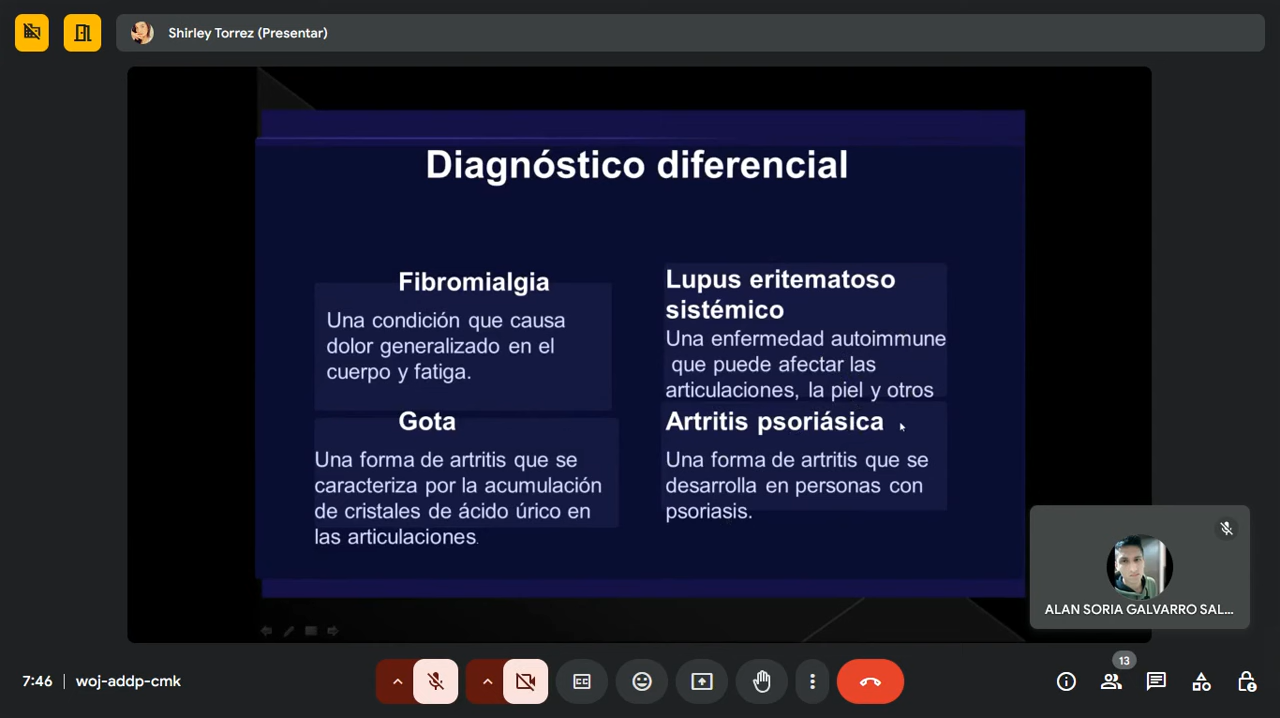 Shirley Torrez (Presentar)
Diagnóstico diferencial
Fibromialgia
Una condición que causa
dolor generalizado en el
cuerpo y fatiga.
Lupus eritematoso
sistémico
Una enfermedad autoimmune
que puede afectar las
articulaciones, la piel y otros
Gota
Una forma de artritis que se
caracteriza por la acumulación
de cristales de ácido úrico en
las articulaciones.
Artritis psoriásica
Una forma de artritis que se
desarrolla en personas con
psoriasis.
ALAN SORIA GALVARRO SAL...
7:46 | woj-addp-cmk
CC
13